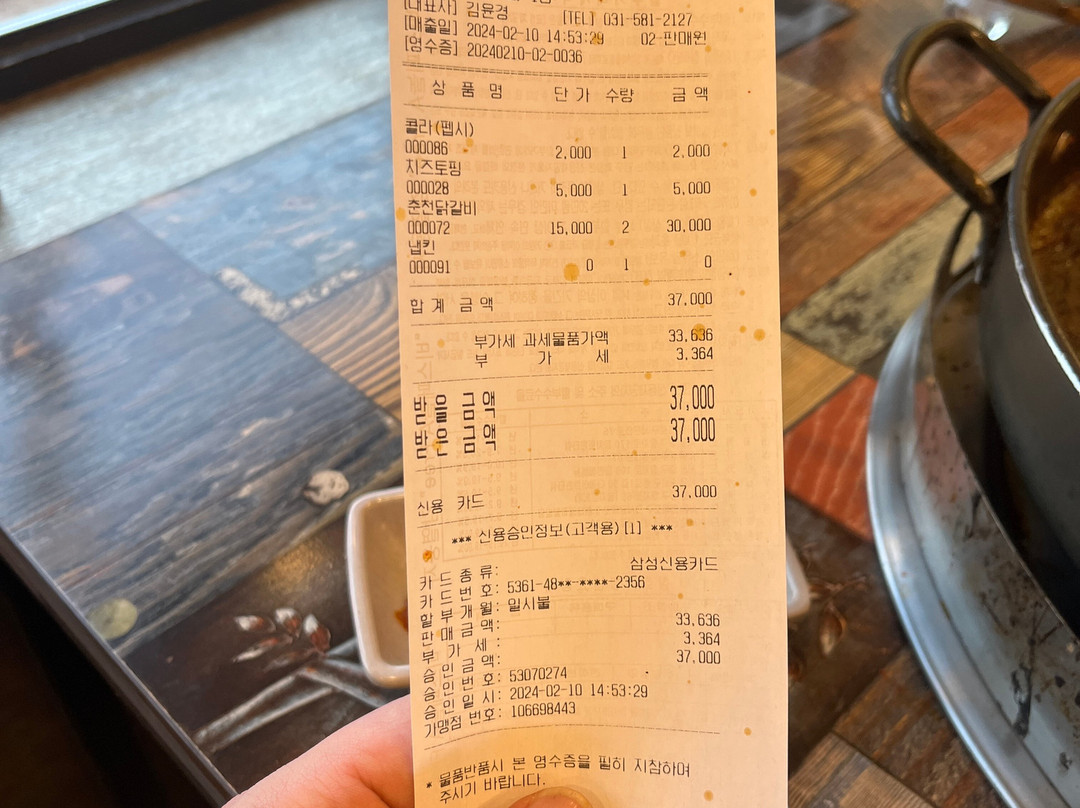 [대표자] 김윤경 [TEL] 031-581-2127
[매출일] 2024-02-10 14:53:29 02 판매원
[영수증] 20240210-02-0036
상 품 명 단 가 수량 금 액
콜라(펩시)
000086 2,000 1 2,000
치즈토핑
000028 5,000 1 5,000
춘천닭갈비
000072 15,000 2 30,000
냅킨
000091 0 1 0
합 계 금 액 37,000
부가세 과세물품가액 33,636
부 가 세 3,364
받 을 금 액 37,000
받 은 금 액 37,000
신용 카드 37,000
*** 신용승인정보(고객용) [1] ***
카 드 종 류: 삼성신용카드
카 드 번 호: 5361-48**-****-2356
할 부 개 월: 일시불
판 매 금 액: 33,636
부 가 세 : 3,364
승 인 금 액: 37,000
승 인 번 호: 53070274
승 인 일 시: 2024-02-10 14:53:29
가맹점 번호: 106698443
* 물품반품시 본 영수증을 필히 지참하여
주시기 바랍니다.